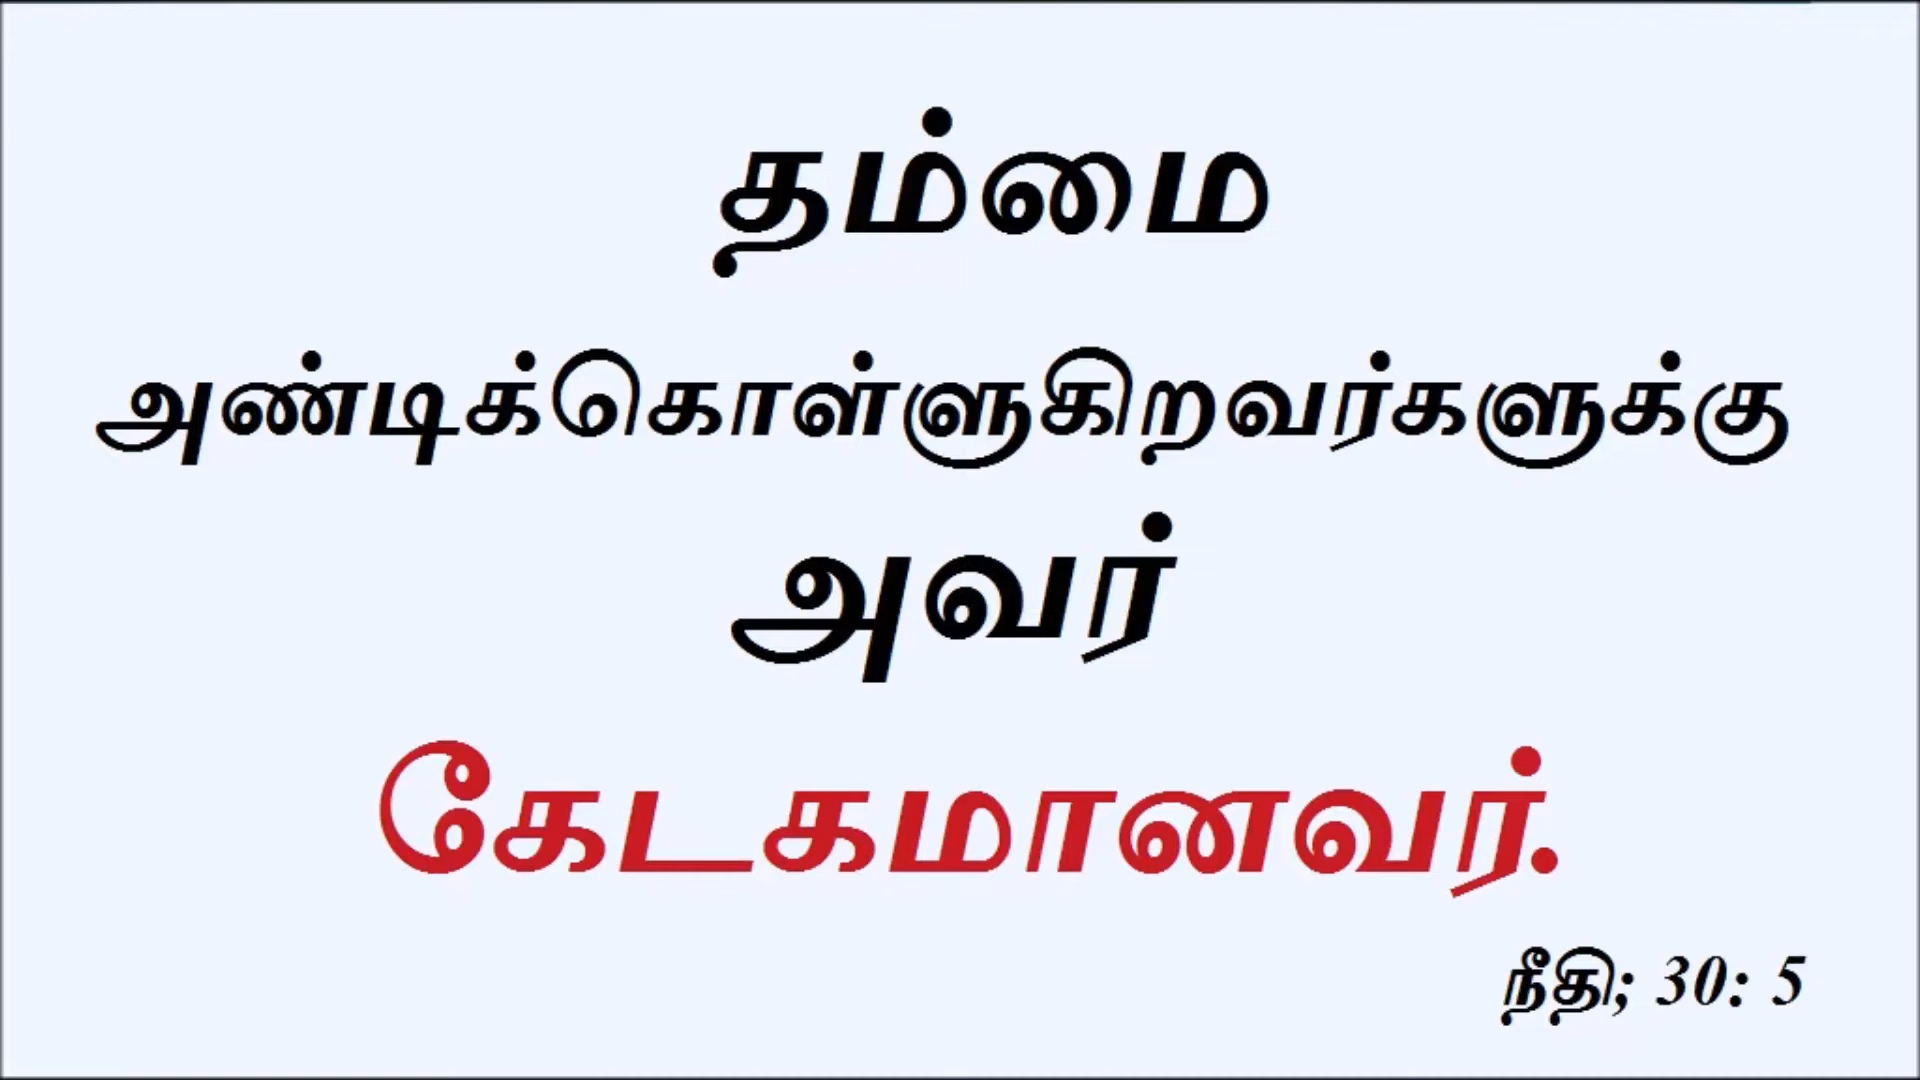 தம்மை
அண்டிக்கொள்ளுகிறவர்களுக்கு
அவர்
கேடகமானவர்.
நீதி; 30: 5